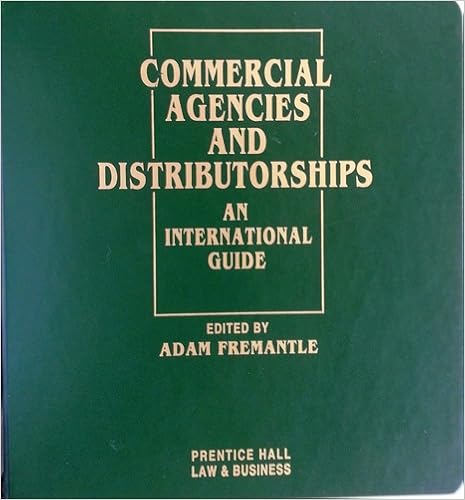 COMMERCIAL
AGENCIES
AND
DISTRIBUTORSHIPS
AN
INTERNATIONAL
GUIDE
EDITED BY
ADAM FREMANTLE
PRENTICE HALL
LAW & BUSINESS